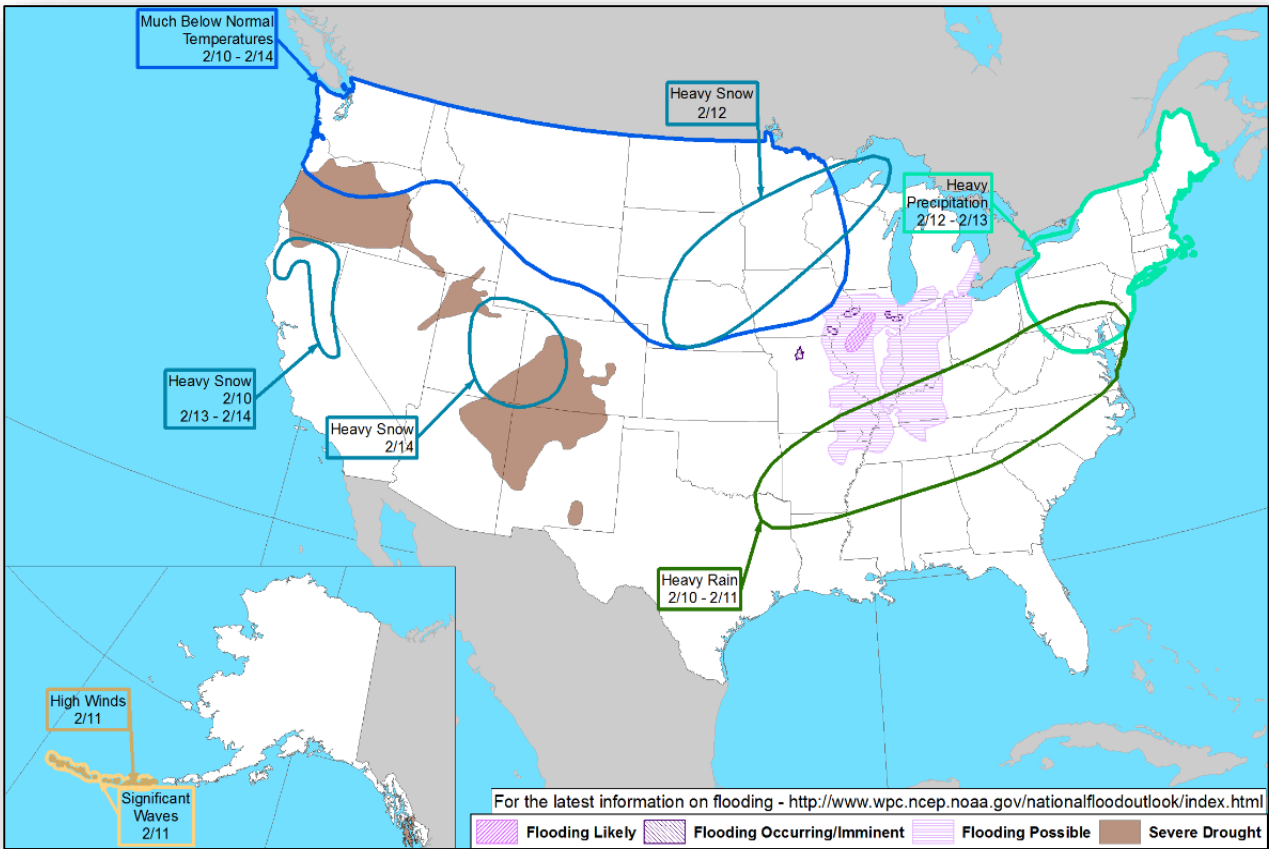 Much Below Normal
Temperatures
2/10 - 2/14
Heavy Snow
2/12
Heavy
Precipitation
2/12 - 2/13
Heavy Snow
2/10
2/13 - 2/14
Heavy Snow
2/14
Heavy Rain
2/10 - 2/11
High Winds
2/11
Significant
Waves
2/11
For the latest information on flooding - http://www.wpc.ncep.noaa.gov/nationalfloodoutlook/index.html
Flooding Likely Flooding Occurring/Imminent Flooding Possible Severe Drought